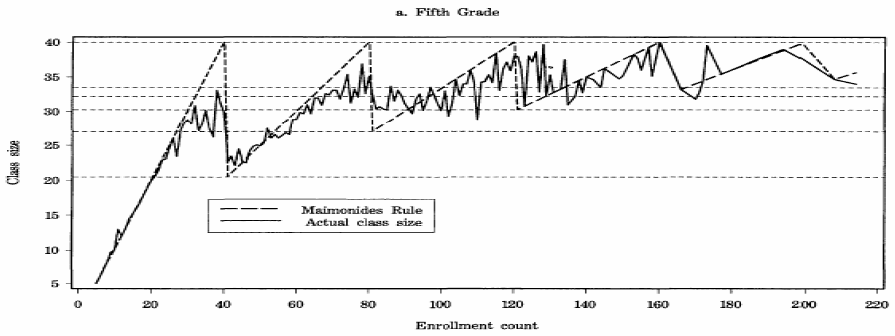 a. Fifth Grade
40
35
30
25
20
15
10
5
Class size
Maimonides Rule
Actual class size
0 20 40 60 80 100 120 140 160 180 200 220
Enrollment count